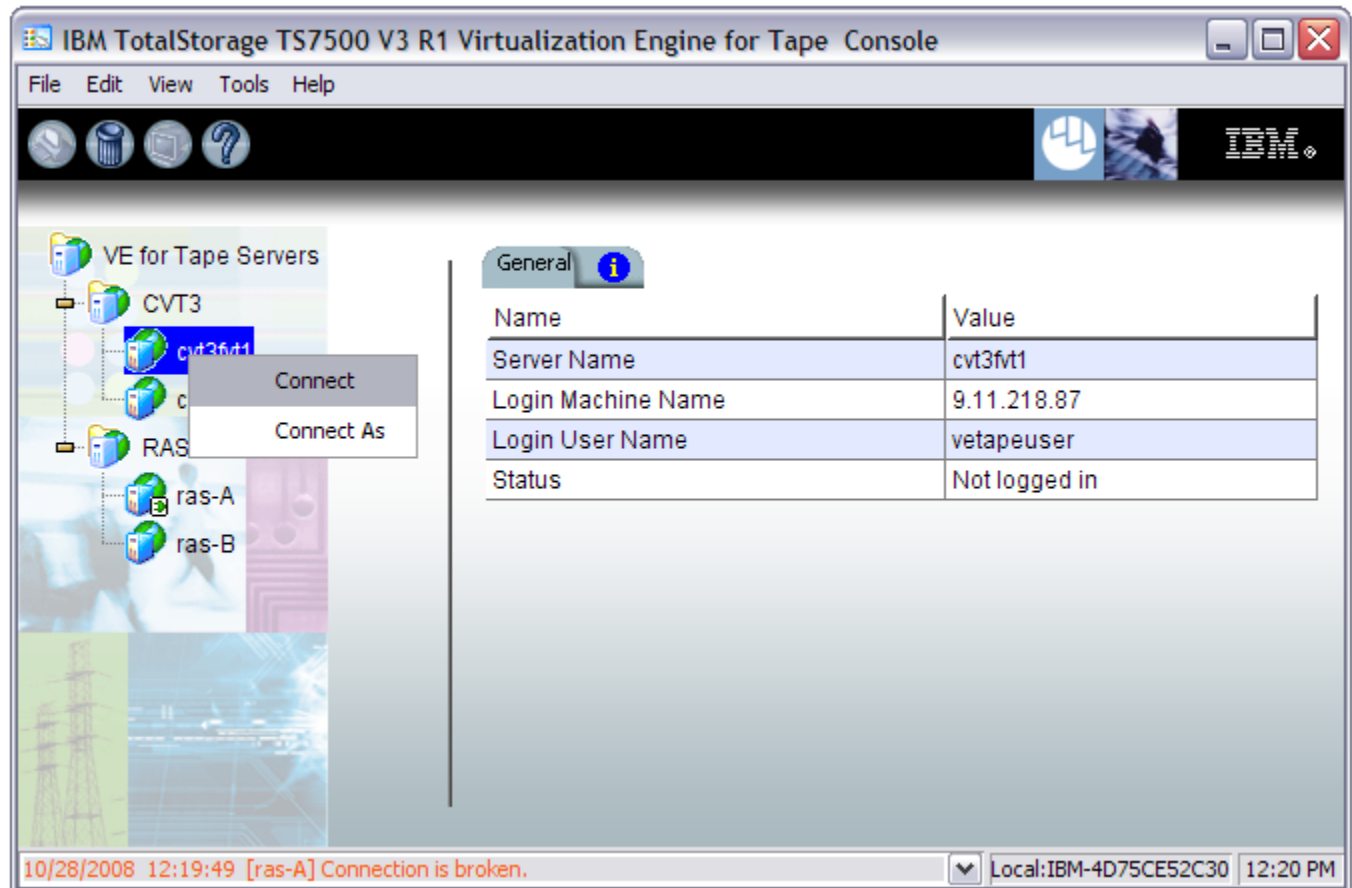 IBM TotalStorage TS7500 V3 R1 Virtualization Engine for Tape Console
File Edit View Tools Help
IBM
VE for Tape Servers
CVT3
cvt3fvt1
c
RAS
ras-A
ras-B
Connect
Connect As
General
Name Value
Server Name cvt3fvt1
Login Machine Name 9.11.218.87
Login User Name vetapeuser
Status Not logged in
10/28/2008 12:19:49 [ras-A] Connection is broken.
Local:IBM-4D75CE52C30 12:20 PM